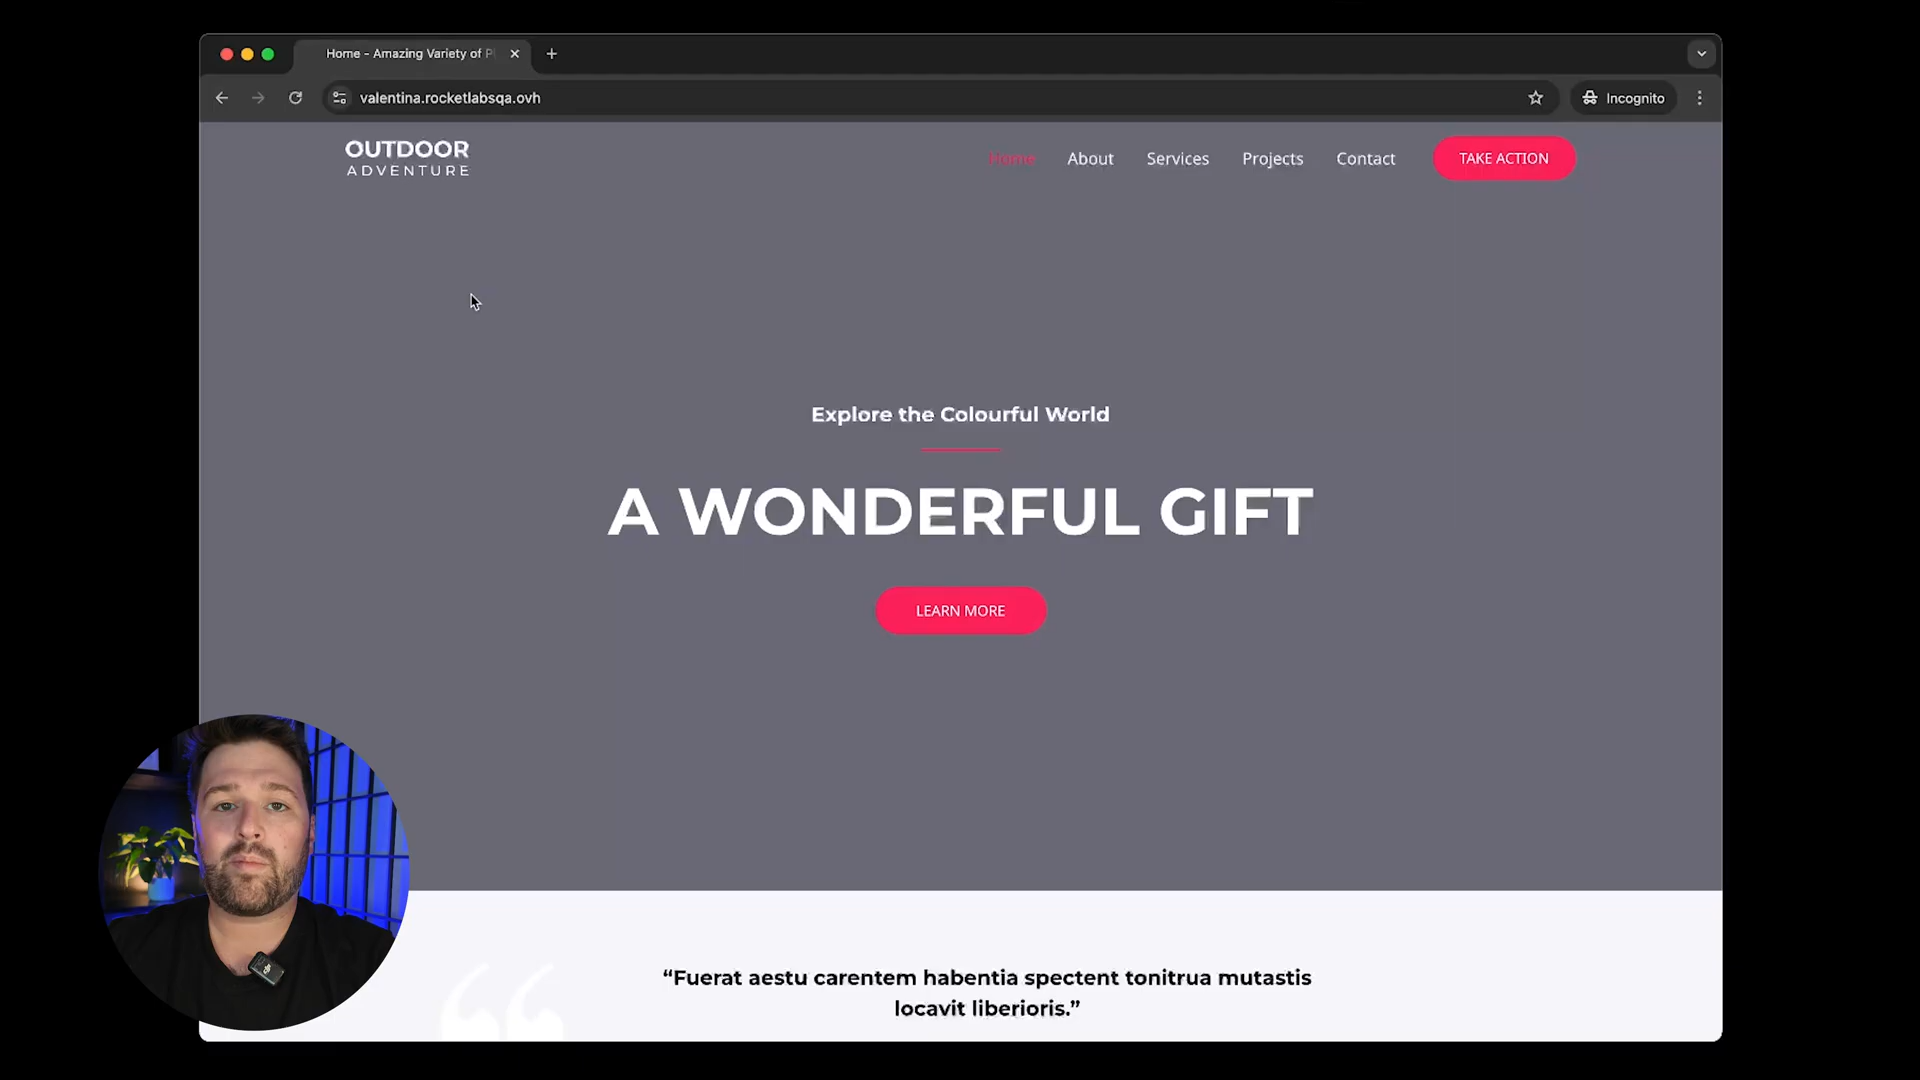 Home - Amazing Variety of
valentina.rocketlabsqa.ovh
Incognito
OUTDOOR
ADVENTURE
Home
About
Services
Projects
Contact
TAKE ACTION
Explore the Colourful World
A WONDERFUL GIFT
LEARN MORE
“Fuerat aestu carentem habentia spectent tonitrua mutastis
locavit liberioris.”